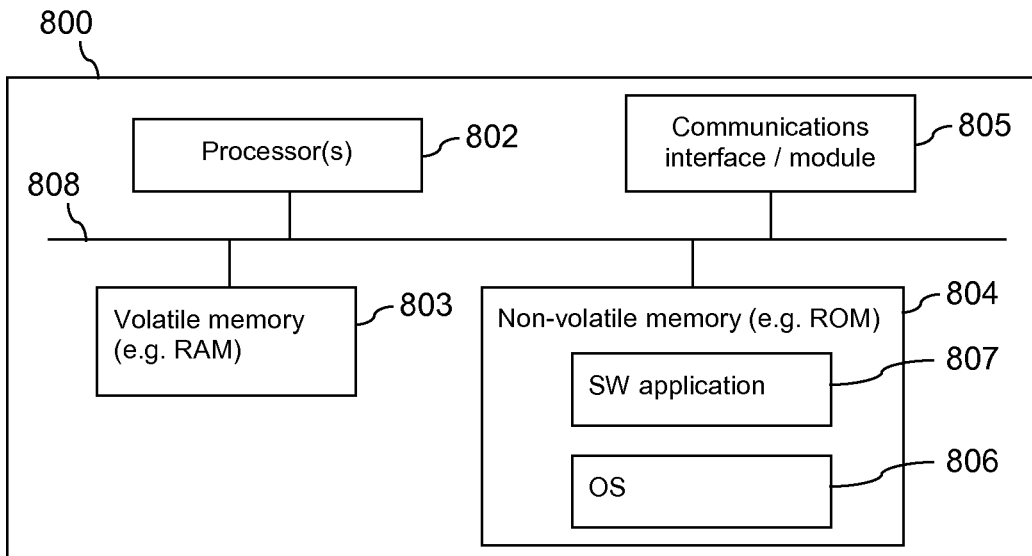 800
Processor(s)
802
Communications
interface / module
805
808
Volatile memory
(e.g. RAM)
803
Non-volatile memory (e.g. ROM)
804
SW application
807
OS
806